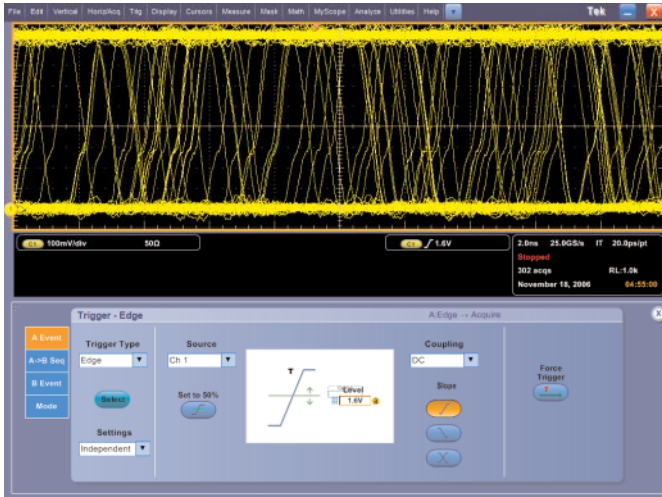 File Edit Vertical Horiz/Acq Trig Display Cursors Measure Mask Math MyScope Analyze Utilities Help
Tek
X
C1 100mV/div 50Ω
C1 1.6V
2.0ns 25.0GS/s IT 20.0ps/pt
Stopped
302 acqs RL:1.0k
November 18, 2006 04:55:00
Trigger - Edge
A:Edge → Acquire
X
A Event
A->B Seq
B Event
Mode
Trigger Type
Edge
Select
Settings
Independent
Source
Ch 1
Set to 50%
T
Level
1.6V
Coupling
DC
Slope
Force
Trigger